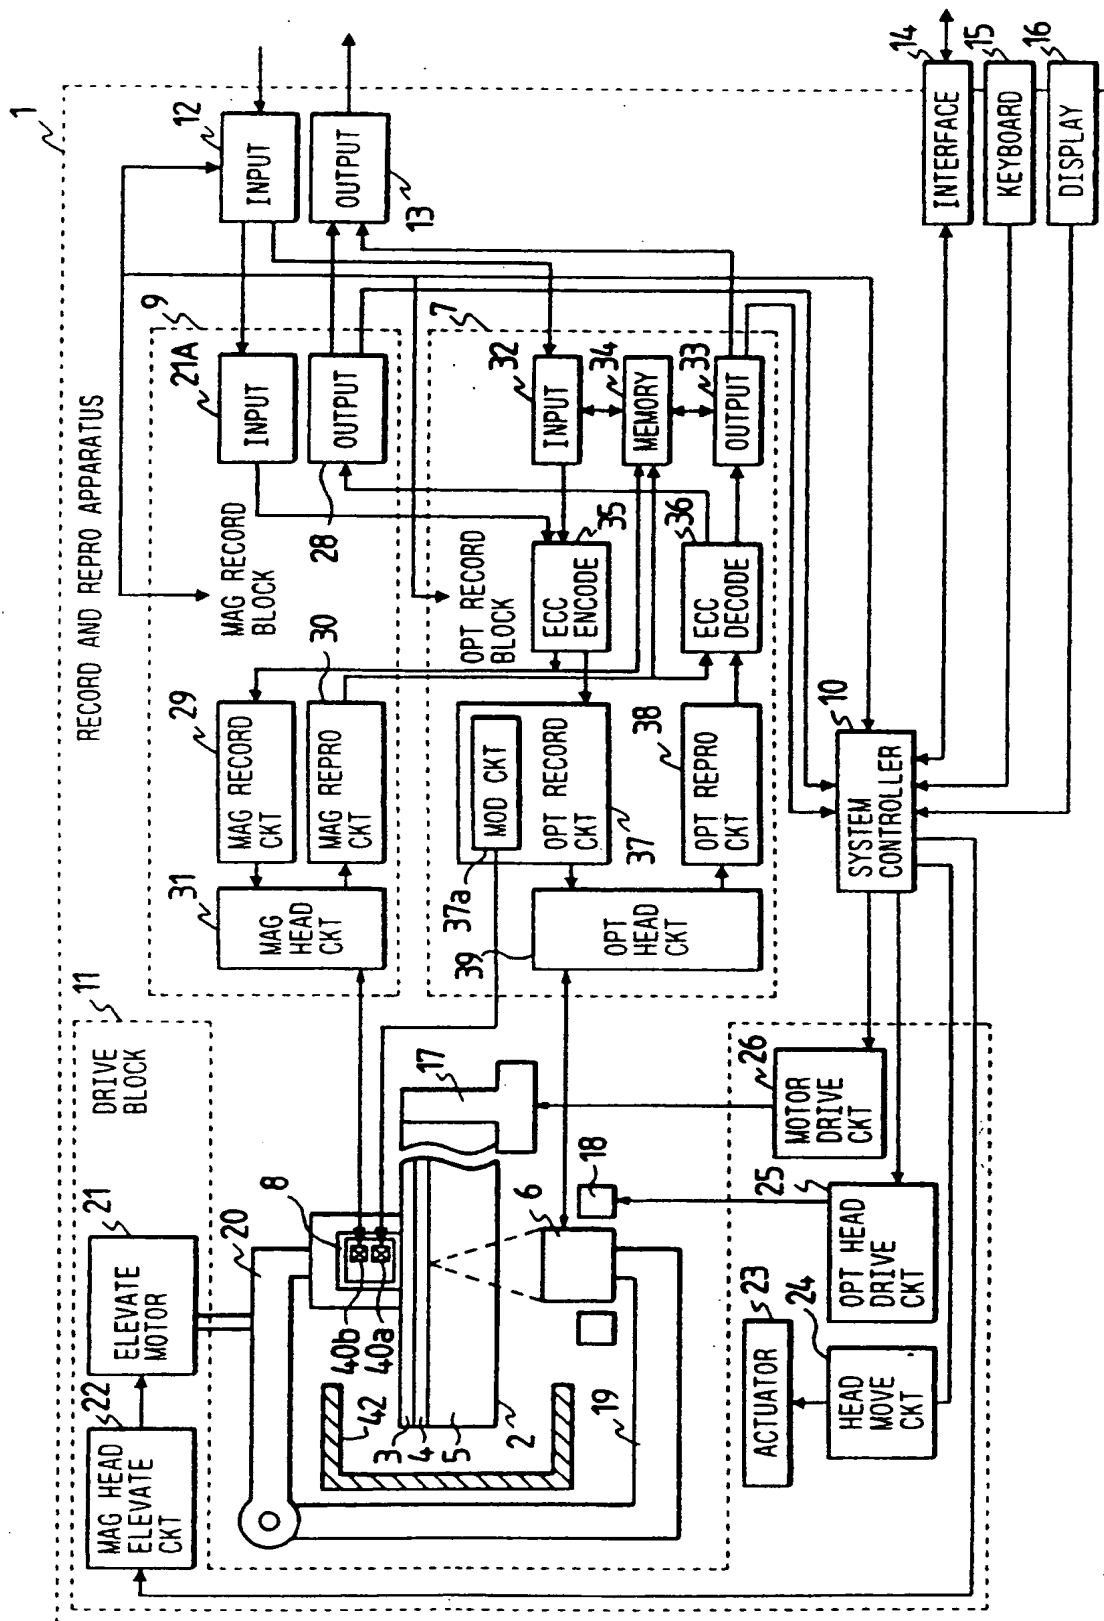 1
RECORD AND REPRO APPARATUS
11
DRIVE
BLOCK
22
MAG HEAD
ELEVATE
CKT
21
ELEVATE
MOTOR
20
8
40b
40a
42
3
4
5
2
17
6
18
19
23
ACTUATOR
24
HEAD
MOVE
CKT
25
OPT HEAD
DRIVE
CKT
26
MOTOR
DRIVE
CKT
9
MAG RECORD
BLOCK
31
MAG
HEAD
CKT
29
MAG RECORD
CKT
30
MAG REPRO
CKT
21A
INPUT
28
OUTPUT
12
INPUT
13
OUTPUT
7
OPT RECORD
BLOCK
39
OPT
HEAD
CKT
37a
MOD CKT
OPT RECORD
CKT
37
38
OPT REPRO
CKT
35
ECC
ENCODE
36
ECC
DECODE
32
INPUT
34
MEMORY
33
OUTPUT
10
SYSTEM
CONTROLLER
14
INTERFACE
15
KEYBOARD
16
DISPLAY